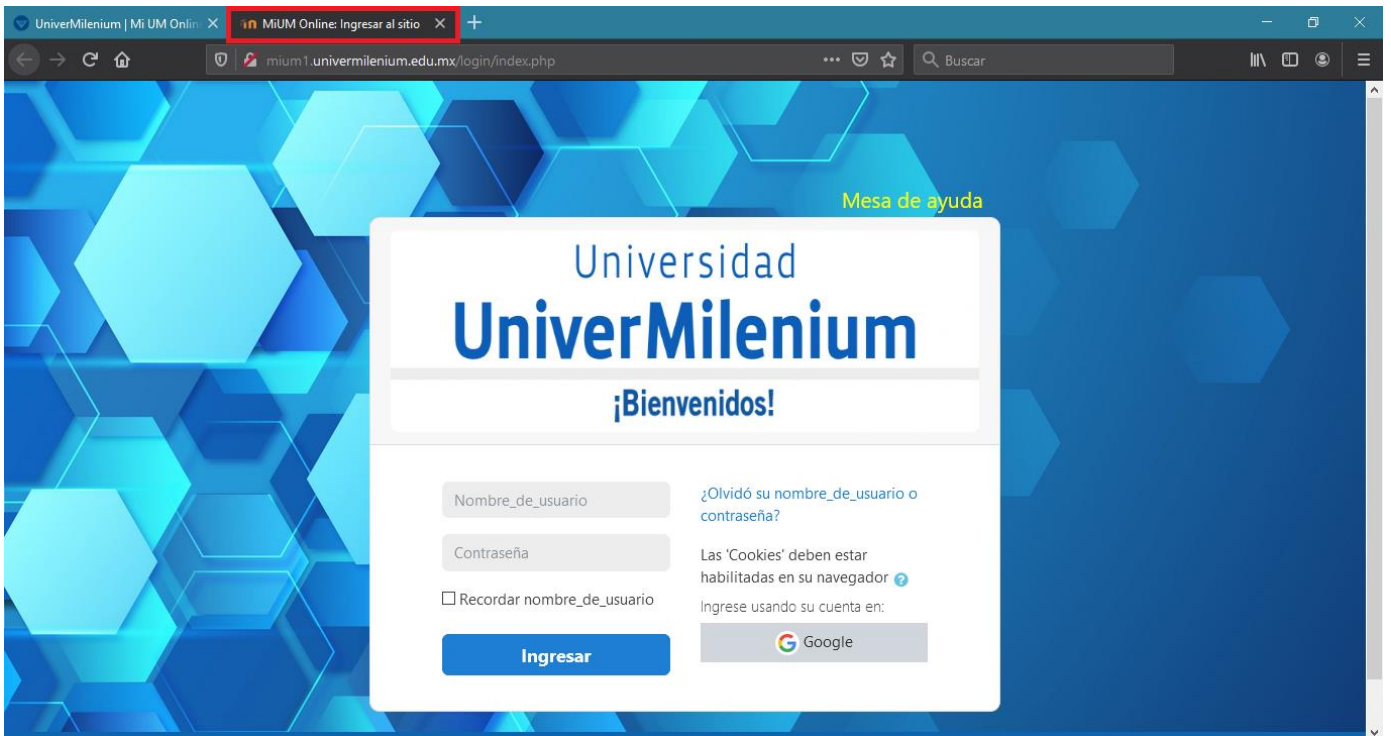 UniverMilenium | Mi UM Onlin
MiUM Online: Ingresar al sitio
mium1.univermilenium.edu.mx/login/index.php
Buscar
Mesa de ayuda
Universidad
UniverMilenium
¡Bienvenidos!
Nombre_de_usuario
Contraseña
Recordar nombre_de_usuario
Ingresar
¿Olvidó su nombre_de_usuario o
contraseña?
Las 'Cookies' deben estar
habilitadas en su navegador
Ingrese usando su cuenta en:
Google